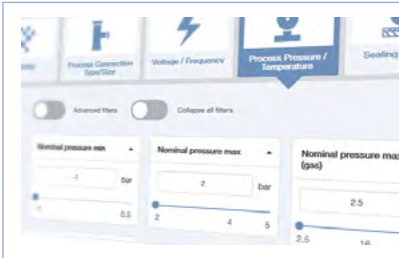 Process Connection
Type/Size
Voltage / Frequency
Process Pressure /
Temperature
Sealing
Advanced filters
Collapse all filters
Nominal pressure min
-1
bar
-1
0.5
Nominal pressure max
2
bar
2
4
5
Nominal pressure max
(gas)
2.5
2.5
16